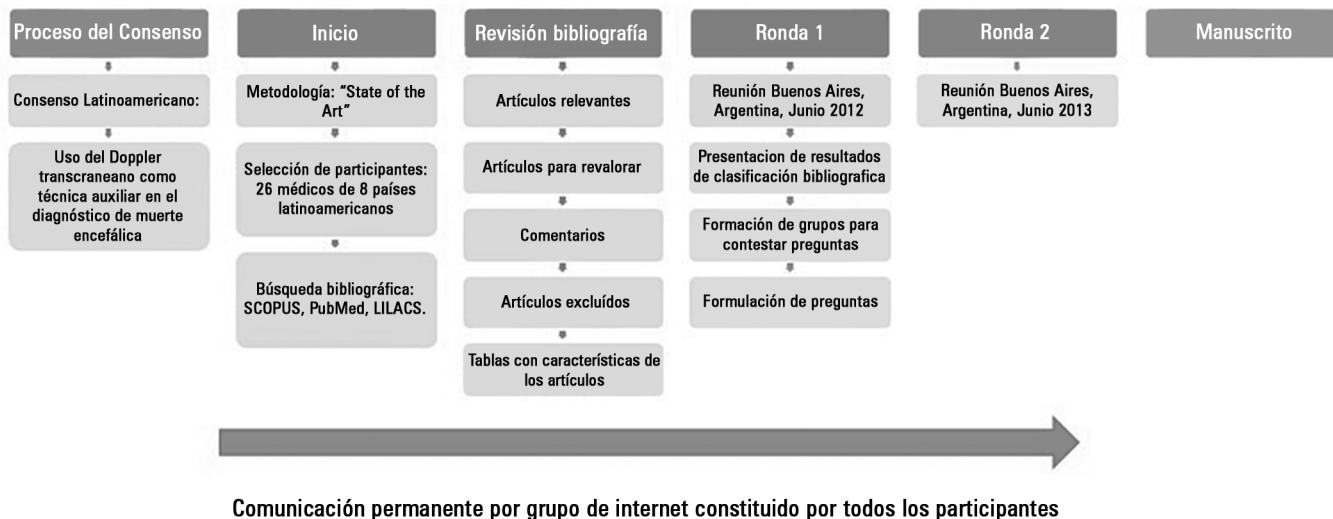 Proceso del Consenso
Consenso Latinoamericano:
Uso del Doppler
transcraneano como
técnica auxiliar en el
diagnóstico de muerte
encefálica
Inicio
Metodología: “State of the
Art”
Selección de participantes:
26 médicos de 8 países
latinoamericanos
Búsqueda bibliográfica:
SCOPUS, PubMed, LILACS.
Revisión bibliografía
Artículos relevantes
Artículos para revalorar
Comentarios
Artículos excluídos
Tablas con características de
los artículos
Ronda 1
Reunión Buenos Aires,
Argentina, Junio 2012
Presentacion de resultados
de clasificación bibliografica
Formación de grupos para
contestar preguntas
Formulación de preguntas
Ronda 2
Reunión Buenos Aires,
Argentina, Junio 2013
Manuscrito
Comunicación permanente por grupo de internet constituido por todos los participantes